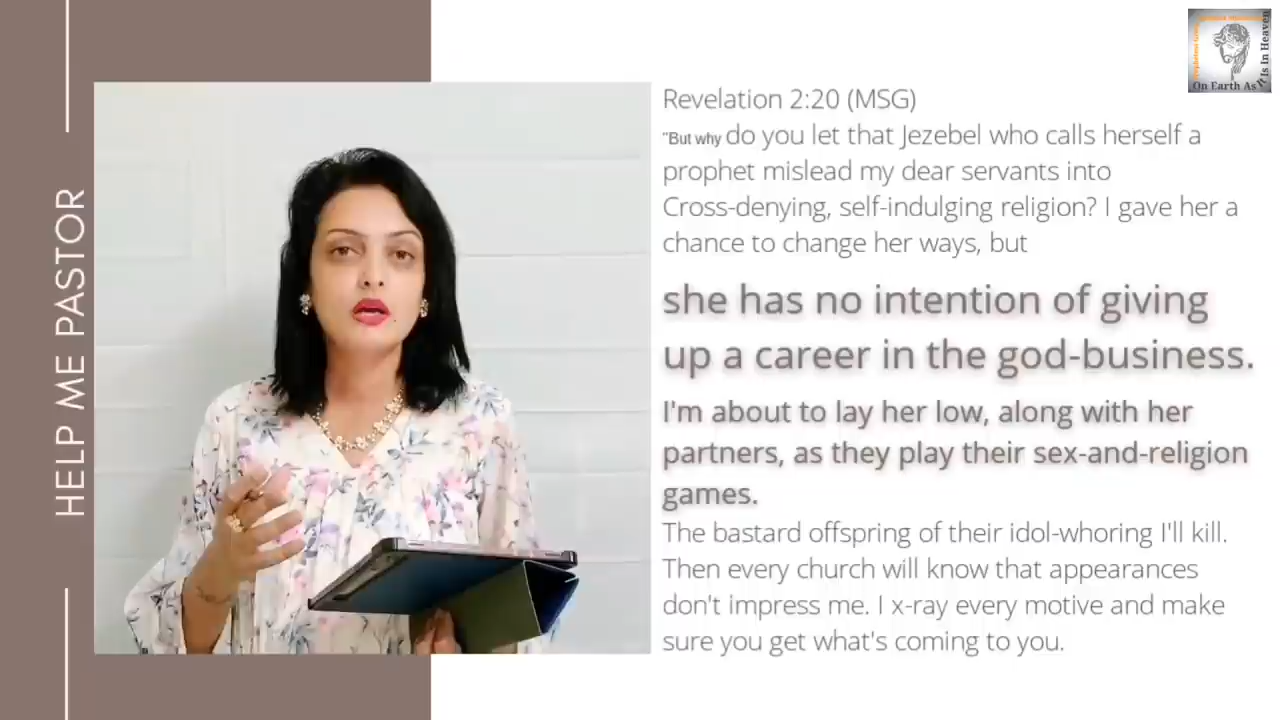 HELP ME PASTOR
Revelation 2:20 (MSG)
"But why do you let that Jezebel who calls herself a
prophet mislead my dear servants into
Cross-denying, self-indulging religion? I gave her a
chance to change her ways, but
she has no intention of giving
up a career in the god-business.
I'm about to lay her low, along with her
partners, as they play their sex-and-religion
games.
The bastard offspring of their idol-whoring I'll kill.
Then every church will know that appearances
don't impress me. I x-ray every motive and make
sure you get what's coming to you.
On Earth As It Is In Heaven